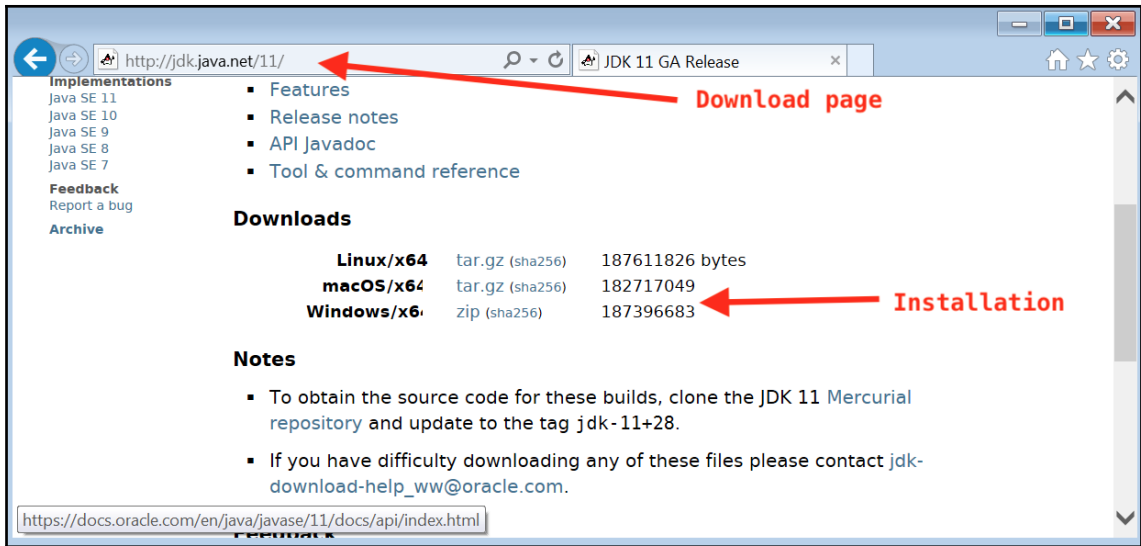 http://jdk.java.net/11/
JDK 11 GA Release
Download page
Implementations
Java SE 11
Java SE 10
Java SE 9
Java SE 8
Java SE 7
Feedback
Report a bug
Archive
Features
Release notes
API Javadoc
Tool & command reference
Downloads
Linux/x64 tar.gz (sha256) 187611826 bytes
macOS/x64 tar.gz (sha256) 182717049
Windows/x6 zip (sha256) 187396683
Installation
Notes
To obtain the source code for these builds, clone the JDK 11 Mercurial
repository and update to the tag jdk-11+28.
If you have difficulty downloading any of these files please contact jdk-
download-help_ww@oracle.com.
https://docs.oracle.com/en/java/javase/11/docs/api/index.html
Feedback